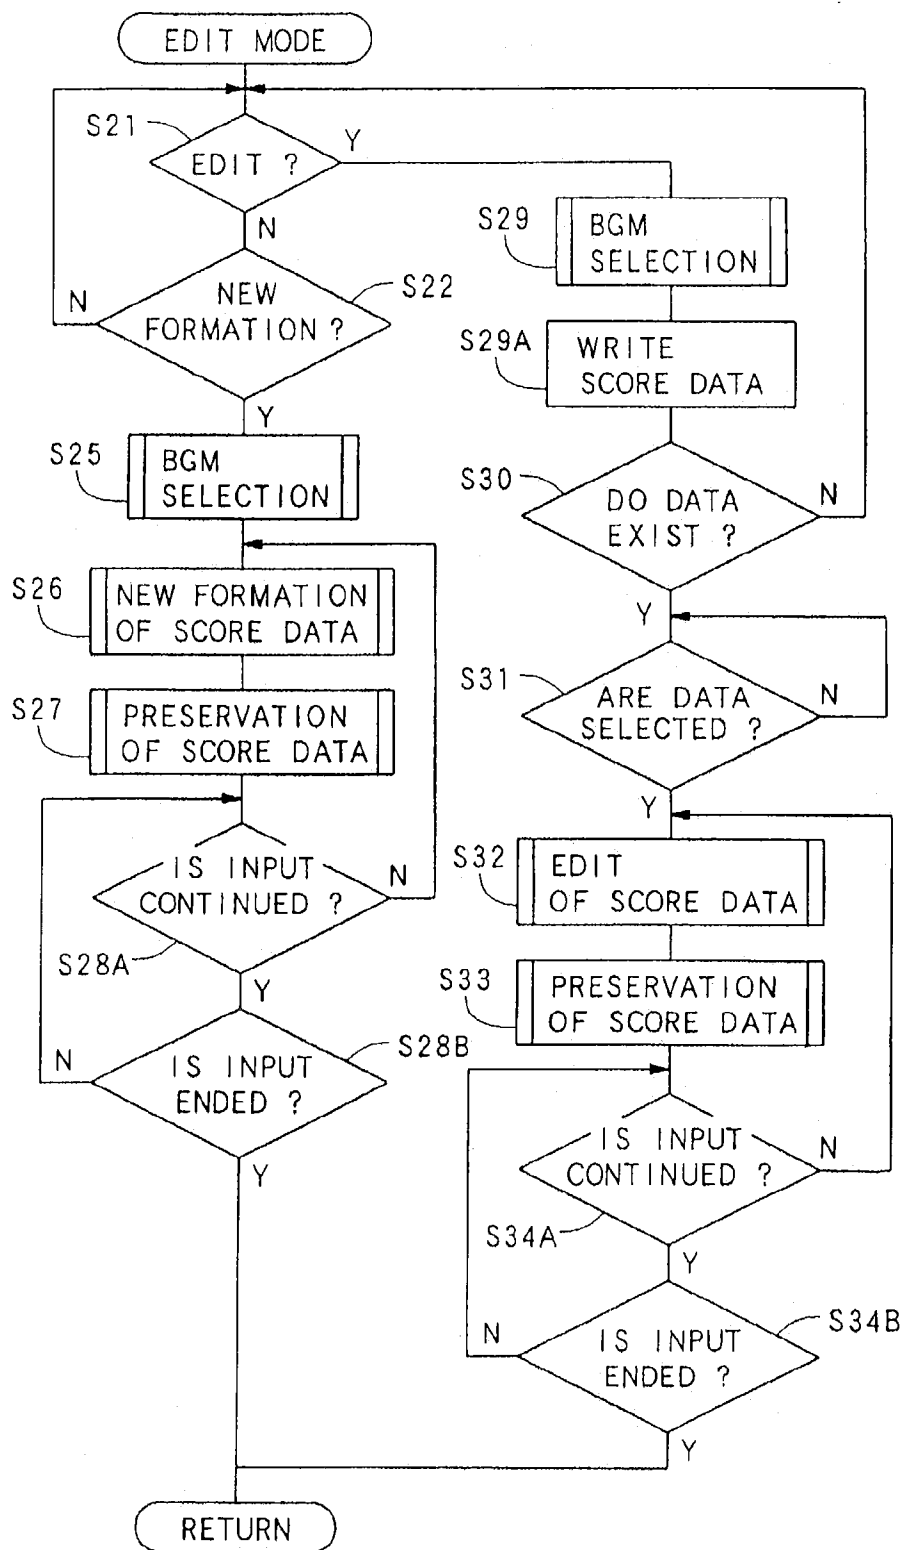 EDIT MODE
S21
EDIT ?
Y
N
S22
NEW
FORMATION ?
N
Y
S25
BGM
SELECTION
S26
NEW FORMATION
OF SCORE DATA
S27
PRESERVATION
OF SCORE DATA
IS INPUT
CONTINUED ?
N
S28A
Y
S28B
IS INPUT
ENDED ?
N
Y
S29
BGM
SELECTION
S29A
WRITE
SCORE DATA
S30
DO DATA
EXIST ?
N
Y
S31
ARE DATA
SELECTED ?
N
Y
S32
EDIT
OF SCORE DATA
S33
PRESERVATION
OF SCORE DATA
IS INPUT
CONTINUED ?
N
S34A
Y
S34B
IS INPUT
ENDED ?
N
Y
RETURN